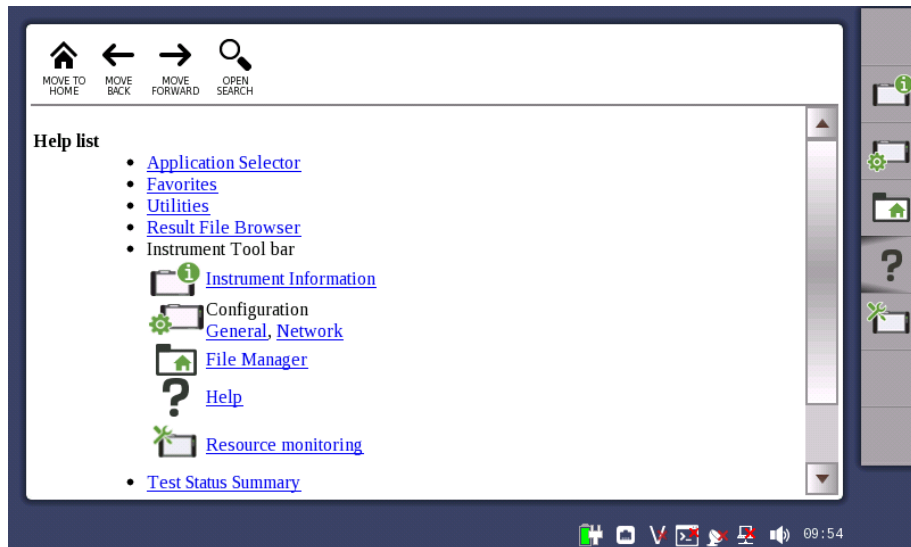 MOVE TO HOME
MOVE BACK
MOVE FORWARD
OPEN SEARCH
Help list
Application Selector
Favorites
Utilities
Result File Browser
Instrument Tool bar
Instrument Information
Configuration
General, Network
File Manager
Help
Resource monitoring
Test Status Summary
09:54